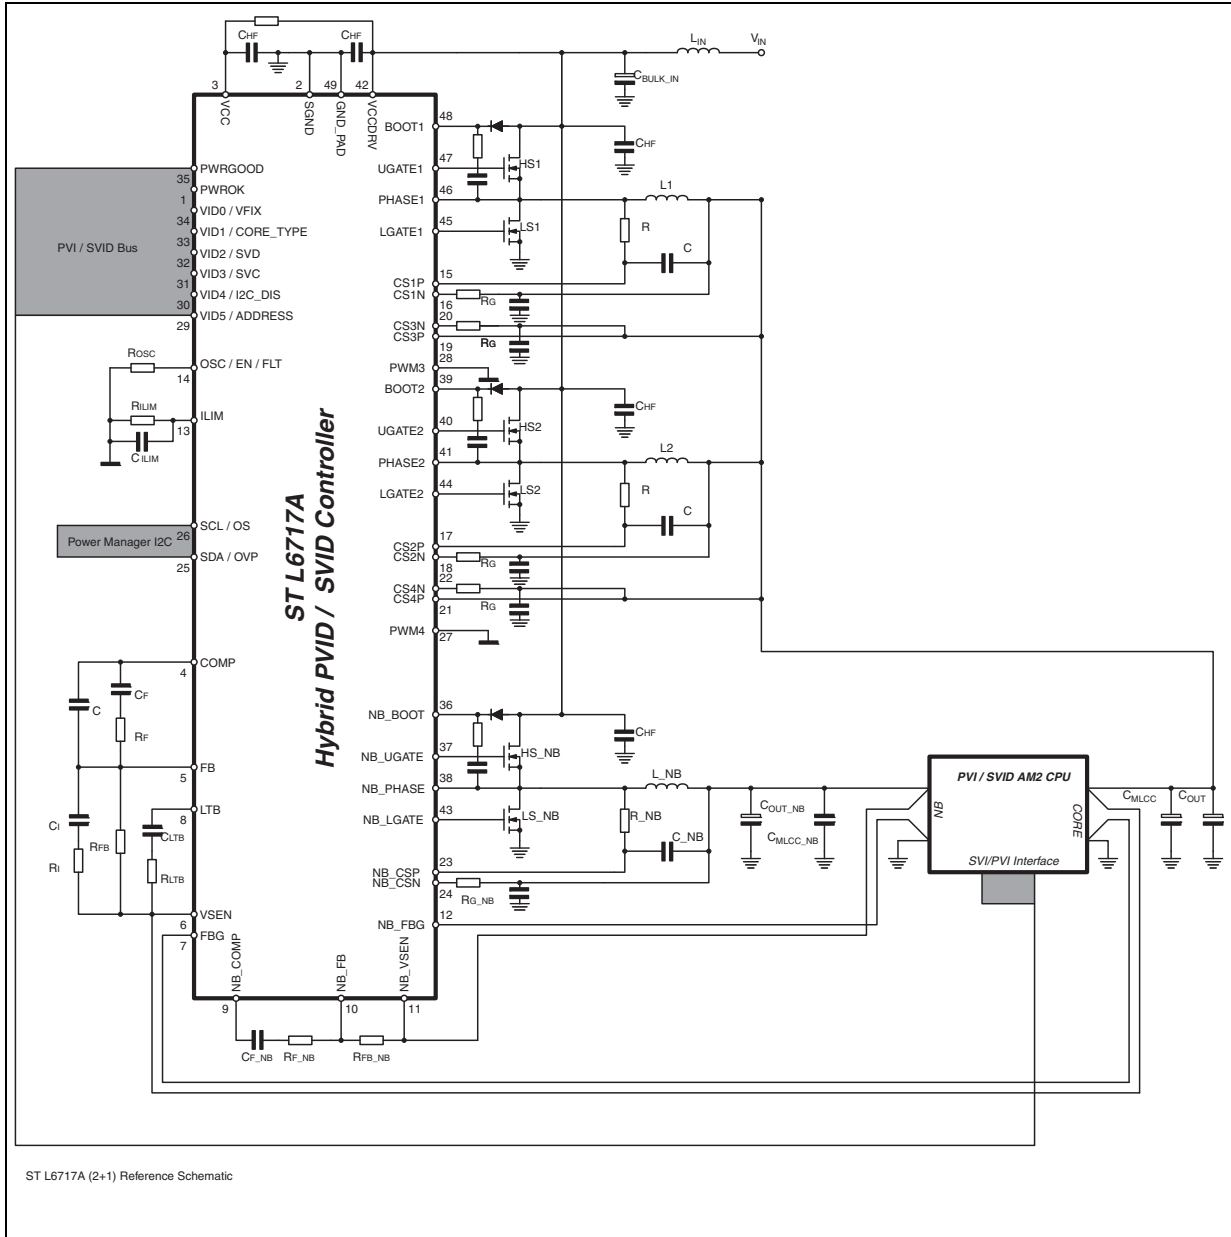 CHF
CHF
LIN
VIN
CBULK_IN
3
2
49
42
VCC
SGND
GND_PAD
VCCDRV
48
BOOT1
CHF
47
HS1
UGATE1
PWRGOOD
35
PWROK
1
VID0 / VFIX
34
VID1 / CORE_TYPE
33
VID2 / SVD
32
VID3 / SVC
31
VID4 / I2C_DIS
30
VID5 / ADDRESS
29
PVI / SVID Bus
46
PHASE1
L1
45
LGATE1
LS1
R
C
15
CS1P
CS1N
16
RG
20
CS3N
CS3P
19
RG
28
PWM3
39
BOOT2
CHF
ROSC
OSC / EN / FLT
14
RILIM
ILIM
13
CILIM
40
UGATE2
HS2
41
PHASE2
L2
44
LGATE2
LS2
R
C
17
CS2P
CS2N
18
RG
22
CS4N
CS4P
21
RG
PWM4
27
SCL / OS
Power Manager I2C
26
SDA / OVP
25
ST L6717A
Hybrid PVID / SVID Controller
COMP
4
C
CF
RF
FB
5
LTB
8
CI
RFB
CLTB
RI
RLTB
VSEN
6
FBG
7
36
NB_BOOT
CHF
37
NB_UGATE
HS_NB
38
NB_PHASE
L_NB
43
NB_LGATE
LS_NB
R_NB
C_NB
COUT_NB
CMLCC_NB
23
NB_CSP
NB_CSN
24
RG_NB
12
NB_FBG
PVI / SVID AM2 CPU
NB
CORE
SVI/PVI Interface
CMLCC
COUT
NB_COMP
NB_FB
NB_VSEN
9
10
11
CF_NB
RF_NB
RFB_NB
ST L6717A (2+1) Reference Schematic